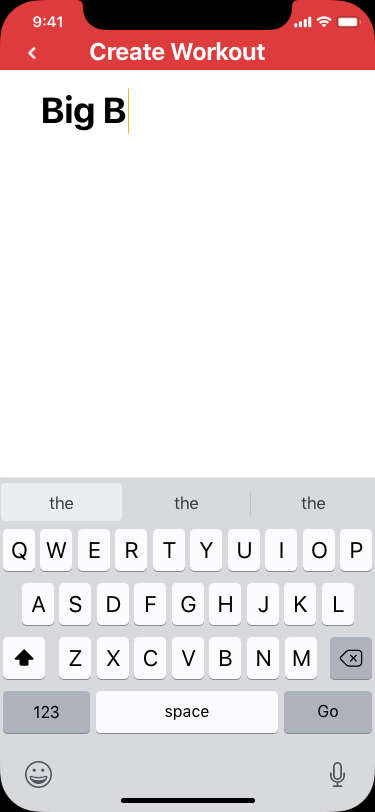 9:41
Create Workout
Big B
the the the
Q W E R T Y U I O P
A S D F G H J K L
Z X C V B N M
123 space Go